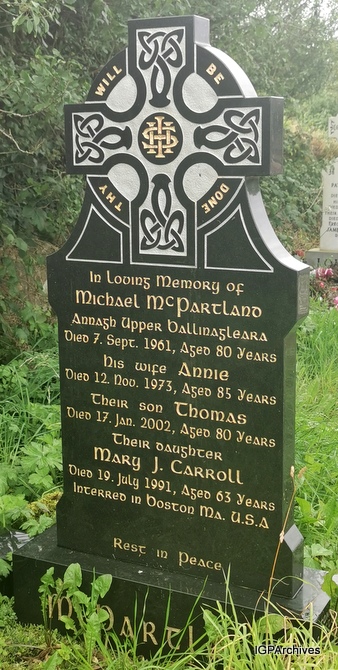 THY WILL BE DONE
IHS
In Loving Memory of
Michael McPartland
Annagh Upper Ballinagleara
Died 7. Sept. 1961, Aged 80 Years
His wife Annie
Died 12. Nov. 1973, Aged 85 Years
Their son Thomas
Died 17. Jan. 2002, Aged 80 Years
Their daughter
Mary J. Carroll
Died 19. July 1991, Aged 63 Years
Interred in Boston Ma. U.S.A
Rest in Peace
IGPArchives